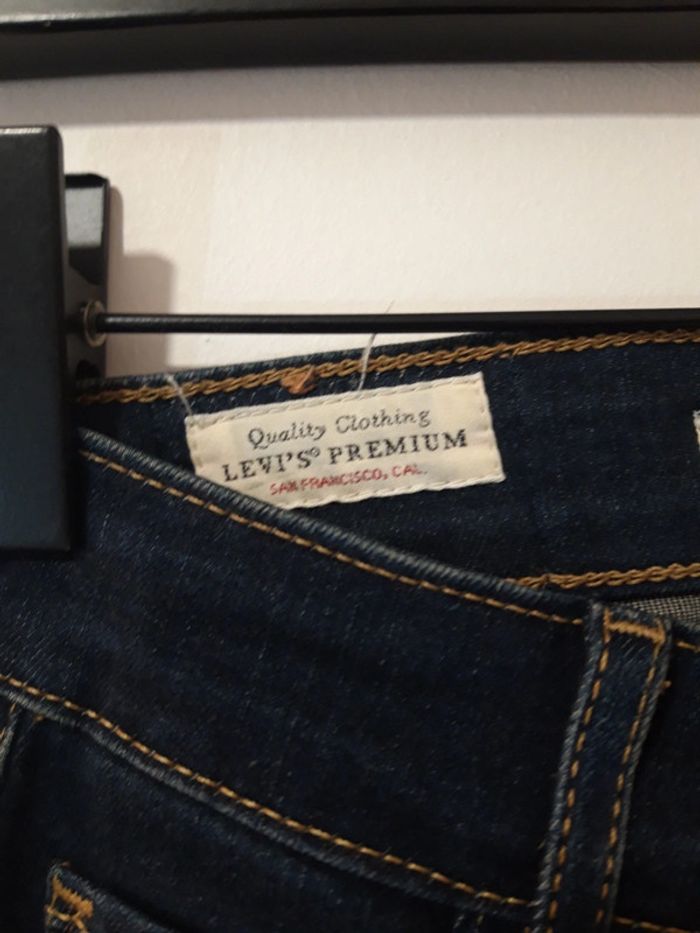 Quality Clothing
LEVI'S® PREMIUM
SAN FRANCISCO, CAL.